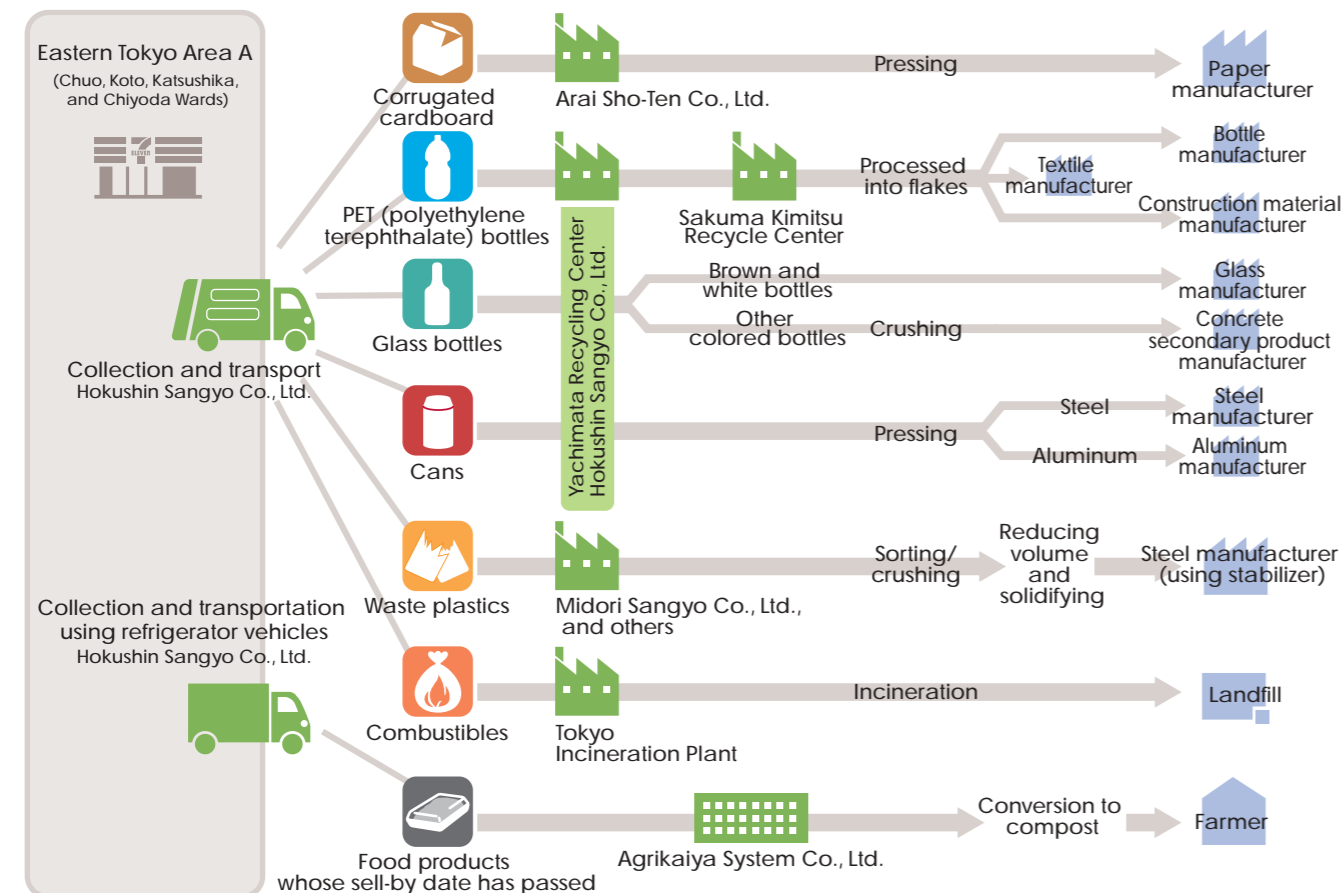 Eastern Tokyo Area A
(Chuo, Koto, Katsushika,
and Chiyoda Wards)
ELEVEN
Collection and transport
Hokushin Sangyo Co., Ltd.
Collection and transportation
using refrigerator vehicles
Hokushin Sangyo Co., Ltd.
Corrugated
cardboard
Arai Sho-Ten Co., Ltd.
Pressing
Paper
manufacturer
PET (polyethylene
terephthalate) bottles
Yachimata Recycling Center
Hokushin Sangyo Co., Ltd.
Sakuma Kimitsu
Recycle Center
Processed
into flakes
Bottle
manufacturer
Textile
manufacturer
Construction material
manufacturer
Glass bottles
Brown and
white bottles
Glass
manufacturer
Other
colored bottles
Crushing
Concrete
secondary product
manufacturer
Cans
Pressing
Steel
Steel
manufacturer
Aluminum
Aluminum
manufacturer
Waste plastics
Midori Sangyo Co., Ltd.,
and others
Sorting/
crushing
Reducing
volume
and
solidifying
Steel manufacturer
(using stabilizer)
Combustibles
Tokyo
Incineration Plant
Incineration
Landfill
Food products
whose sell-by date has passed
Agrikaiya System Co., Ltd.
Conversion to
compost
Farmer